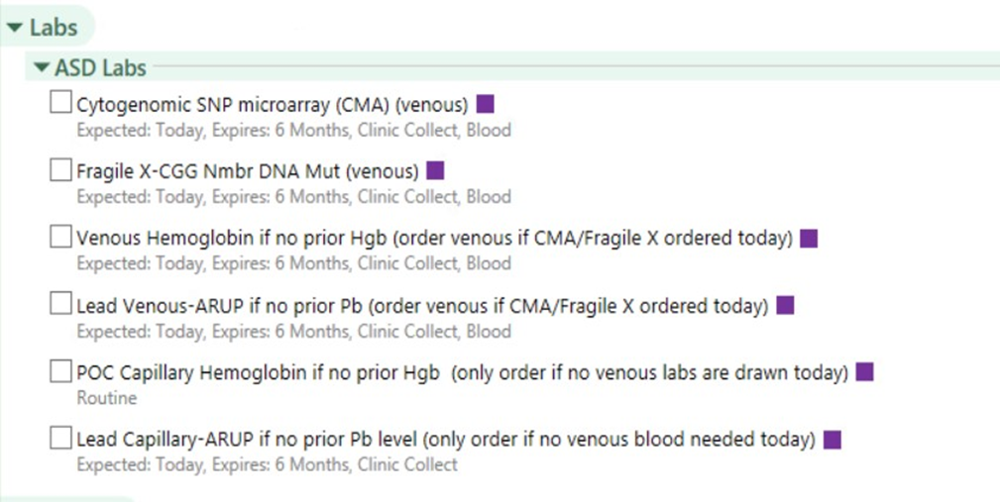 Labs
ASD Labs
Cytogenomic SNP microarray (CMA) (venous)
Expected: Today, Expires: 6 Months, Clinic Collect, Blood
Fragile X-CGG Nmbr DNA Mut (venous)
Expected: Today, Expires: 6 Months, Clinic Collect, Blood
Venous Hemoglobin if no prior Hgb (order venous if CMA/Fragile X ordered today)
Expected: Today, Expires: 6 Months, Clinic Collect, Blood
Lead Venous-ARUP if no prior Pb (order venous if CMA/Fragile X ordered today)
Expected: Today, Expires: 6 Months, Clinic Collect, Blood
POC Capillary Hemoglobin if no prior Hgb  (only order if no venous labs are drawn today)
Routine
Lead Capillary-ARUP if no prior Pb level (only order if no venous blood needed today)
Expected: Today, Expires: 6 Months, Clinic Collect